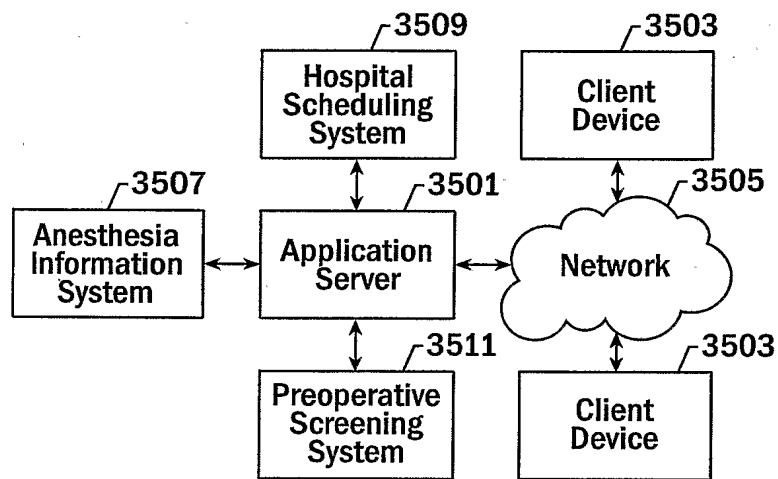 3509
Hospital
Scheduling
System
3503
Client
Device
3507
Anesthesia
Information
System
3501
Application
Server
3505
Network
3511
Preoperative
Screening
System
3503
Client
Device